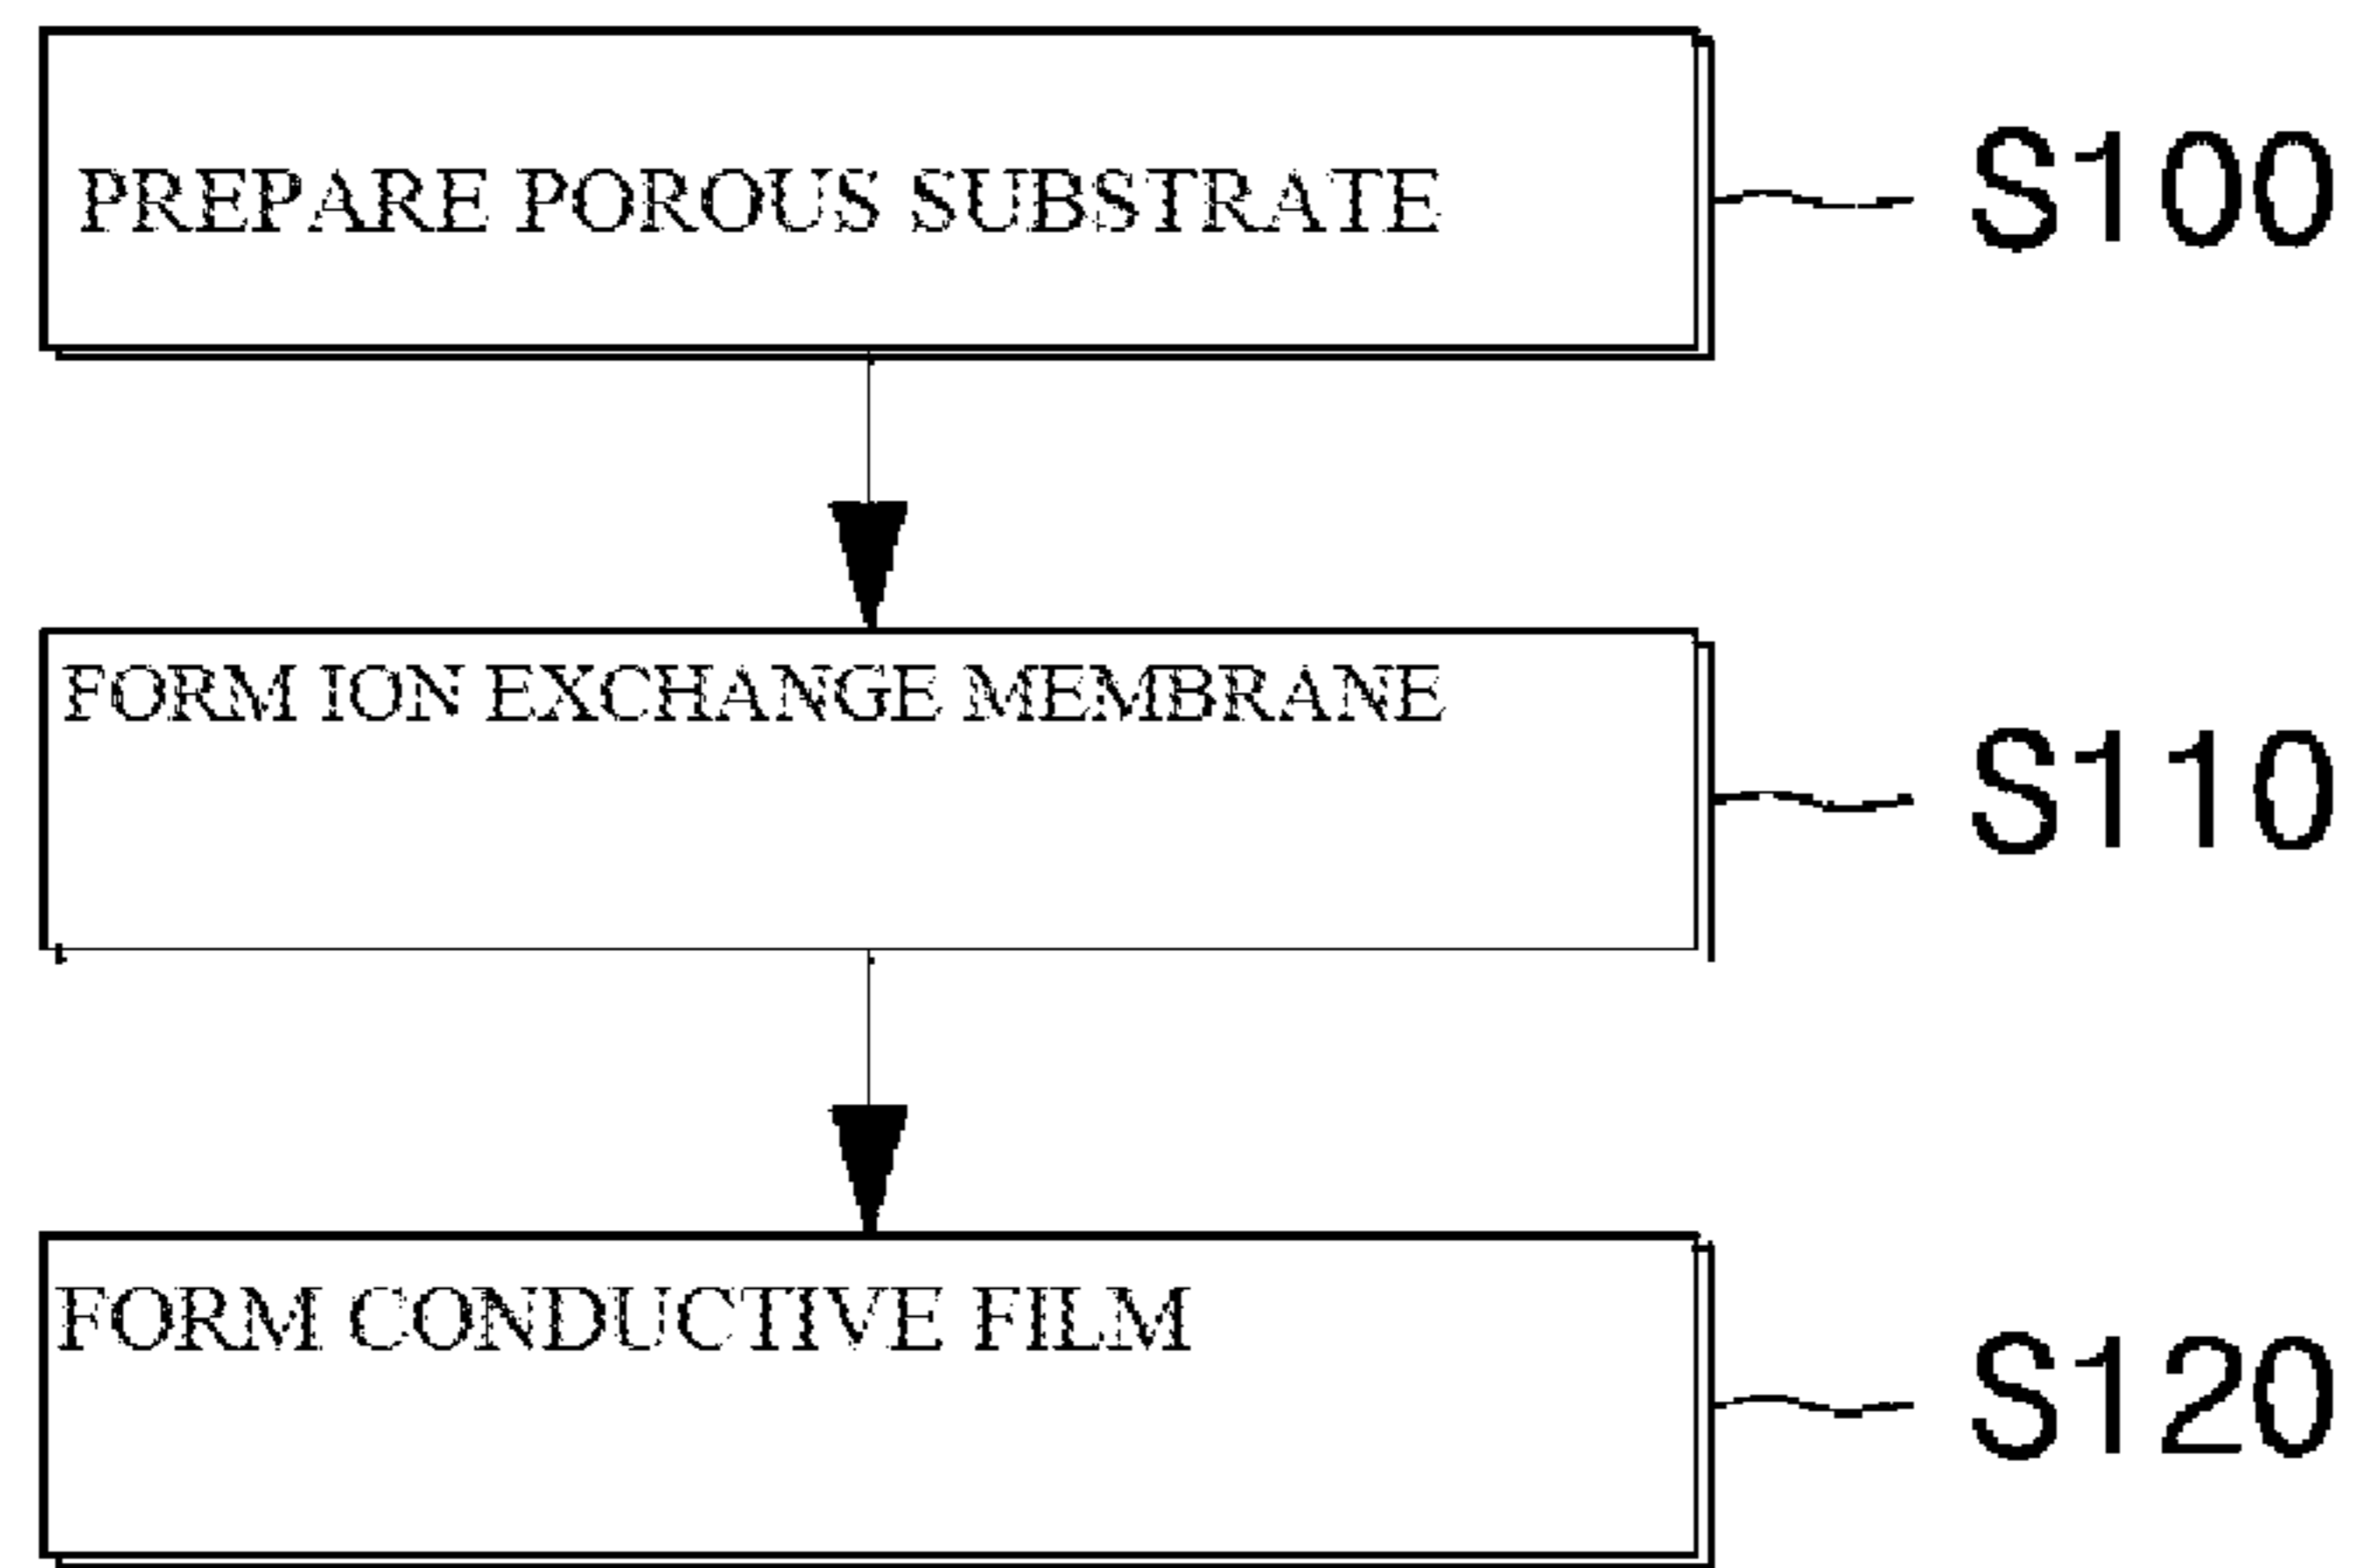 PREPARE POROUS SUBSTRATE S100
FORM ION EXCHANGE MEMBRANE S110
FORM CONDUCTIVE FILM S120